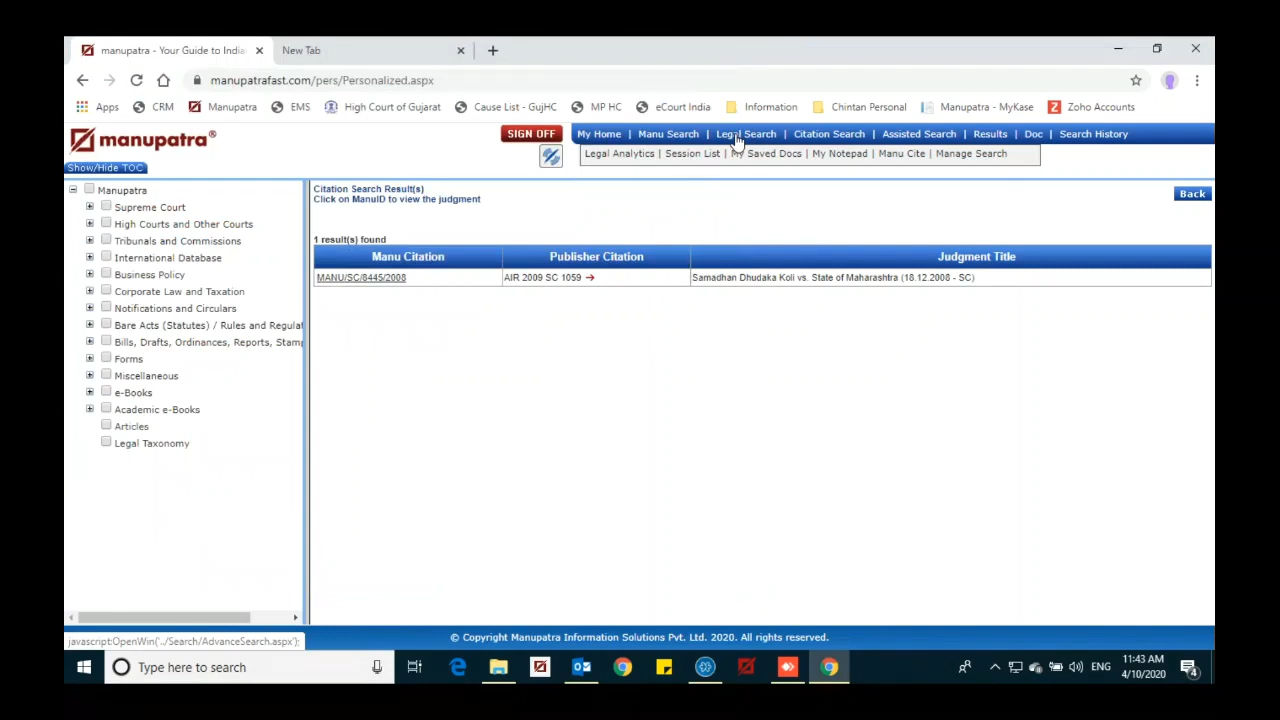 manupatra - Your Guide to India
New Tab
manupatrafast.com/pers/Personalized.aspx
Apps CRM Manupatra EMS High Court of Gujarat Cause List - GujHC MP HC eCourt India Information Chintan Personal Manupatra - MyKase Zoho Accounts
manupatra®
SIGN OFF
My Home | Manu Search | Legal Search | Citation Search | Assisted Search | Results | Doc | Search History
Legal Analytics | Session List | My Saved Docs | My Notepad | Manu Cite | Manage Search
Show/Hide TOC
Manupatra
Supreme Court
High Courts and Other Courts
Tribunals and Commissions
International Database
Business Policy
Corporate Law and Taxation
Notifications and Circulars
Bare Acts (Statutes) / Rules and Regulat
Bills, Drafts, Ordinances, Reports, Stam
Forms
Miscellaneous
e-Books
Academic e-Books
Articles
Legal Taxonomy
Citation Search Result(s)
Click on ManuID to view the judgment
Back
1 result(s) found
Manu Citation Publisher Citation Judgment Title
MANU/SC/8445/2008 AIR 2009 SC 1059 Samadhan Dhudaka Koli vs. State of Maharashtra (18.12.2008 - SC)
javascript:OpenWin('../Search/AdvanceSearch.aspx');
© Copyright Manupatra Information Solutions Pvt. Ltd. 2020. All rights reserved.
Type here to search
ENG
11:43 AM
4/10/2020
4